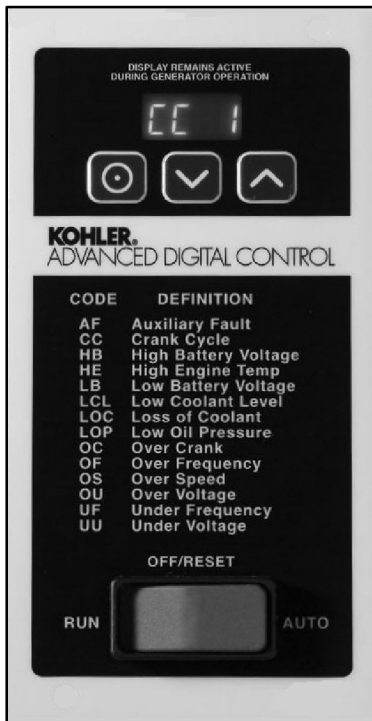 DISPLAY REMAINS ACTIVE
DURING GENERATOR OPERATION
CC 1
KOHLER®
ADVANCED DIGITAL CONTROL
CODE DEFINITION
AF Auxiliary Fault
CC Crank Cycle
HB High Battery Voltage
HE High Engine Temp
LB Low Battery Voltage
LCL Low Coolant Level
LOC Loss of Coolant
LOP Low Oil Pressure
OC Over Crank
OF Over Frequency
OS Over Speed
OU Over Voltage
UF Under Frequency
UU Under Voltage
OFF/RESET
RUN AUTO